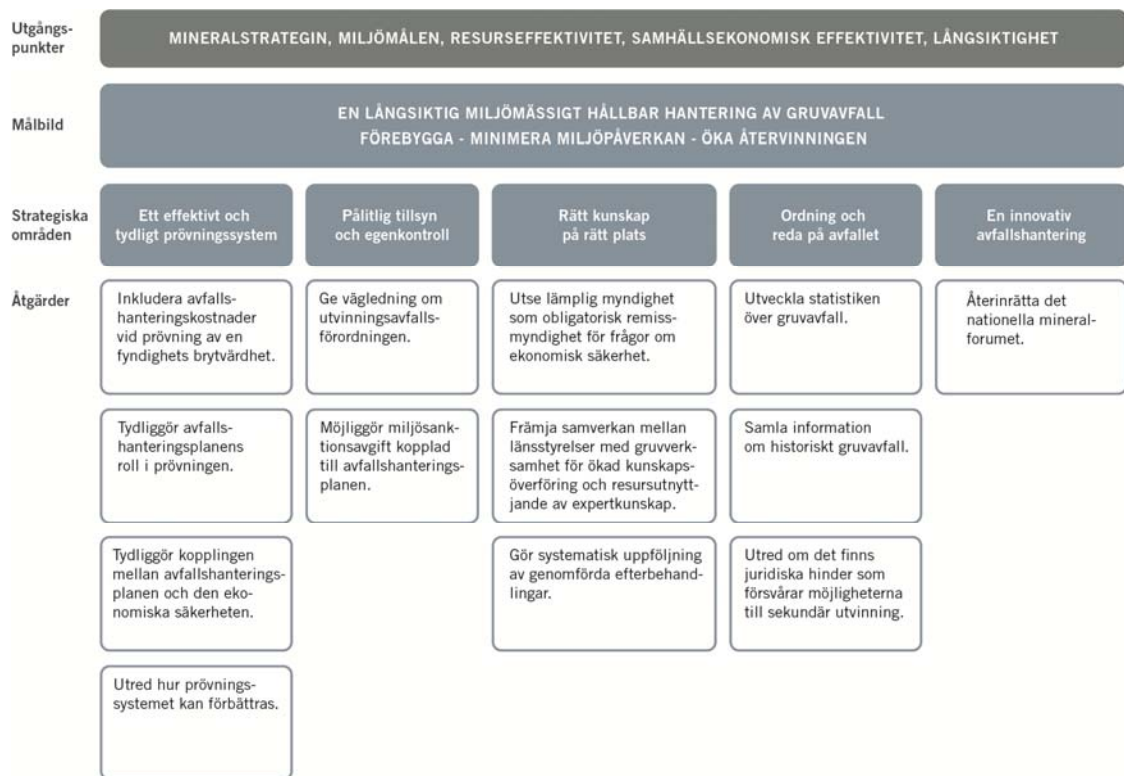 Utgångs-
punkter
MINERALSTRATEGIN, MILJÖMÅLEN, RESURSEFFEKTIVITET, SAMHÄLLSEKONOMISK EFFEKTIVITET, LÅNGSIKTIGHET
Målbild
EN LÅNGSIKTIG MILJÖMÄSSIGT HÅLLBAR HANTERING AV GRUVAVFALL
FÖREBYGGA - MINIMERA MILJÖPÅVERKAN - ÖKA ÅTERVINNINGEN
Strategiska
områden
Ett effektivt och
tydligt prövningssystem
Pålitlig tillsyn
och egenkontroll
Rätt kunskap
på rätt plats
Ordning och
reda på avfallet
En innovativ
avfallshantering
Åtgärder
Inkludera avfalls-
hanteringskostnader
vid prövning av en
fyndighets brytvärdhet.
Ge vägledning om
utvinningsavfalls-
förordningen.
Utse lämplig myndighet
som obligatorisk remiss-
myndighet för frågor om
ekonomisk säkerhet.
Utveckla statistiken
över gruvavfall.
Återinrätta det
nationella mineral-
forumet.
Tydliggör avfalls-
hanteringsplanens
roll i prövningen.
Möjliggör miljösank-
tionsavgift kopplad
till avfallshanterings-
planen.
Främja samverkan mellan
länsstyrelser med gruvverk-
samhet för ökad kunskaps-
överföring och resursutnytt-
jande av expertkunskap.
Samla information
om historiskt gruvavfall.
Tydliggör kopplingen
mellan avfallshanterings-
planen och den eko-
nomiska säkerheten.
Gör systematisk uppföljning
av genomförda efterbehand-
lingar.
Utred om det finns
juridiska hinder som
försvårar möjligheterna
till sekundär utvinning.
Utred hur prövnings-
systemet kan förbättras.